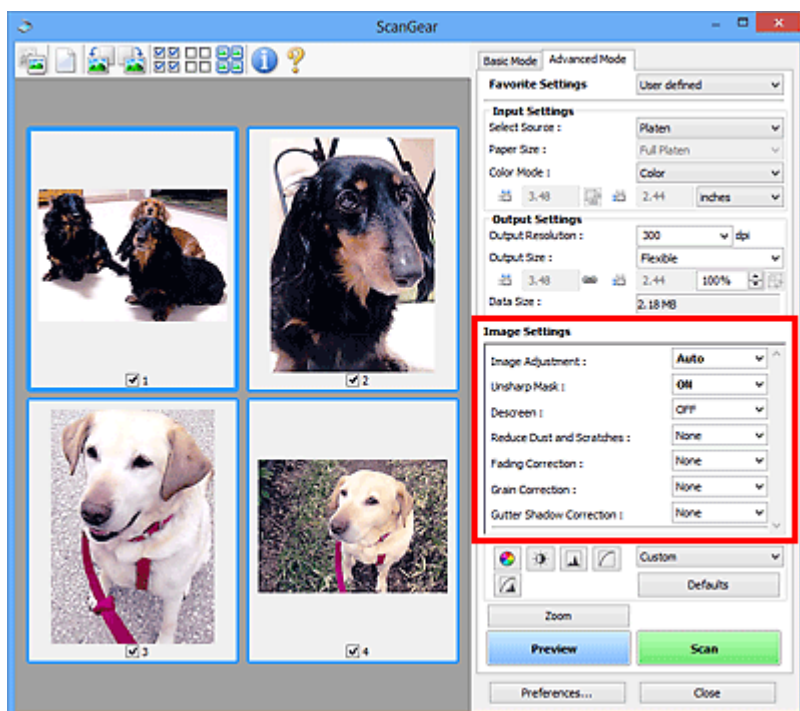 ScanGear
Basic Mode Advanced Mode
Favorite Settings User defined
Input Settings
Select Source : Platen
Paper Size : Full Platen
Color Mode : Color
3.48 2.44 inches
Output Settings
Output Resolution : 300 dpi
Output Size : Flexible
3.48 2.44 100%
Data Size : 2.18 MB
Image Settings
Image Adjustment : Auto
Unsharp Mask : ON
Descreen : OFF
Reduce Dust and Scratches : None
Fading Correction : None
Grain Correction : None
Gutter Shadow Correction : None
Custom
Defaults
Zoom
Preview Scan
Preferences... Close
1
2
3
4